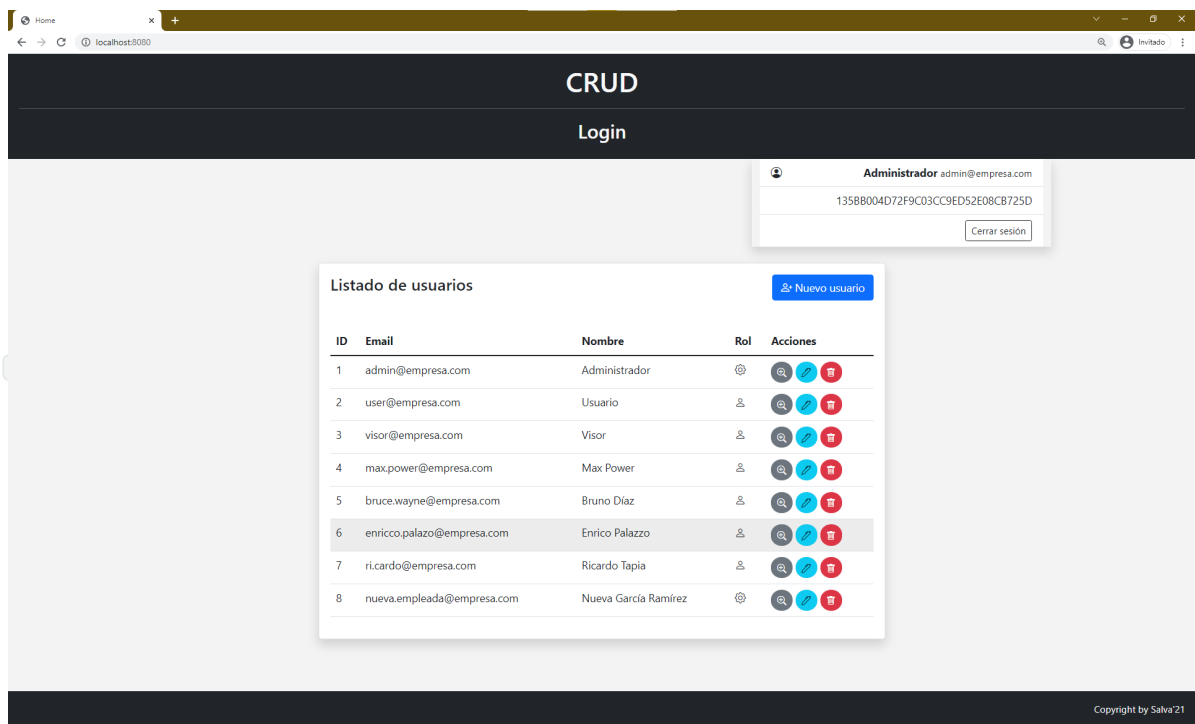 Home
localhost:8080
Invitado
CRUD
Login
Administrador admin@empresa.com
135BB004D72F9C03CC9ED52E08CB725D
Cerrar sesión
Listado de usuarios
Nuevo usuario
ID Email Nombre Rol Acciones
1 admin@empresa.com Administrador
2 user@empresa.com Usuario
3 visor@empresa.com Visor
4 max.power@empresa.com Max Power
5 bruce.wayne@empresa.com Bruno Díaz
6 enricco.palazo@empresa.com Enrico Palazzo
7 ri.cardo@empresa.com Ricardo Tapia
8 nueva.empleada@empresa.com Nueva García Ramírez
Copyright by Salva'21